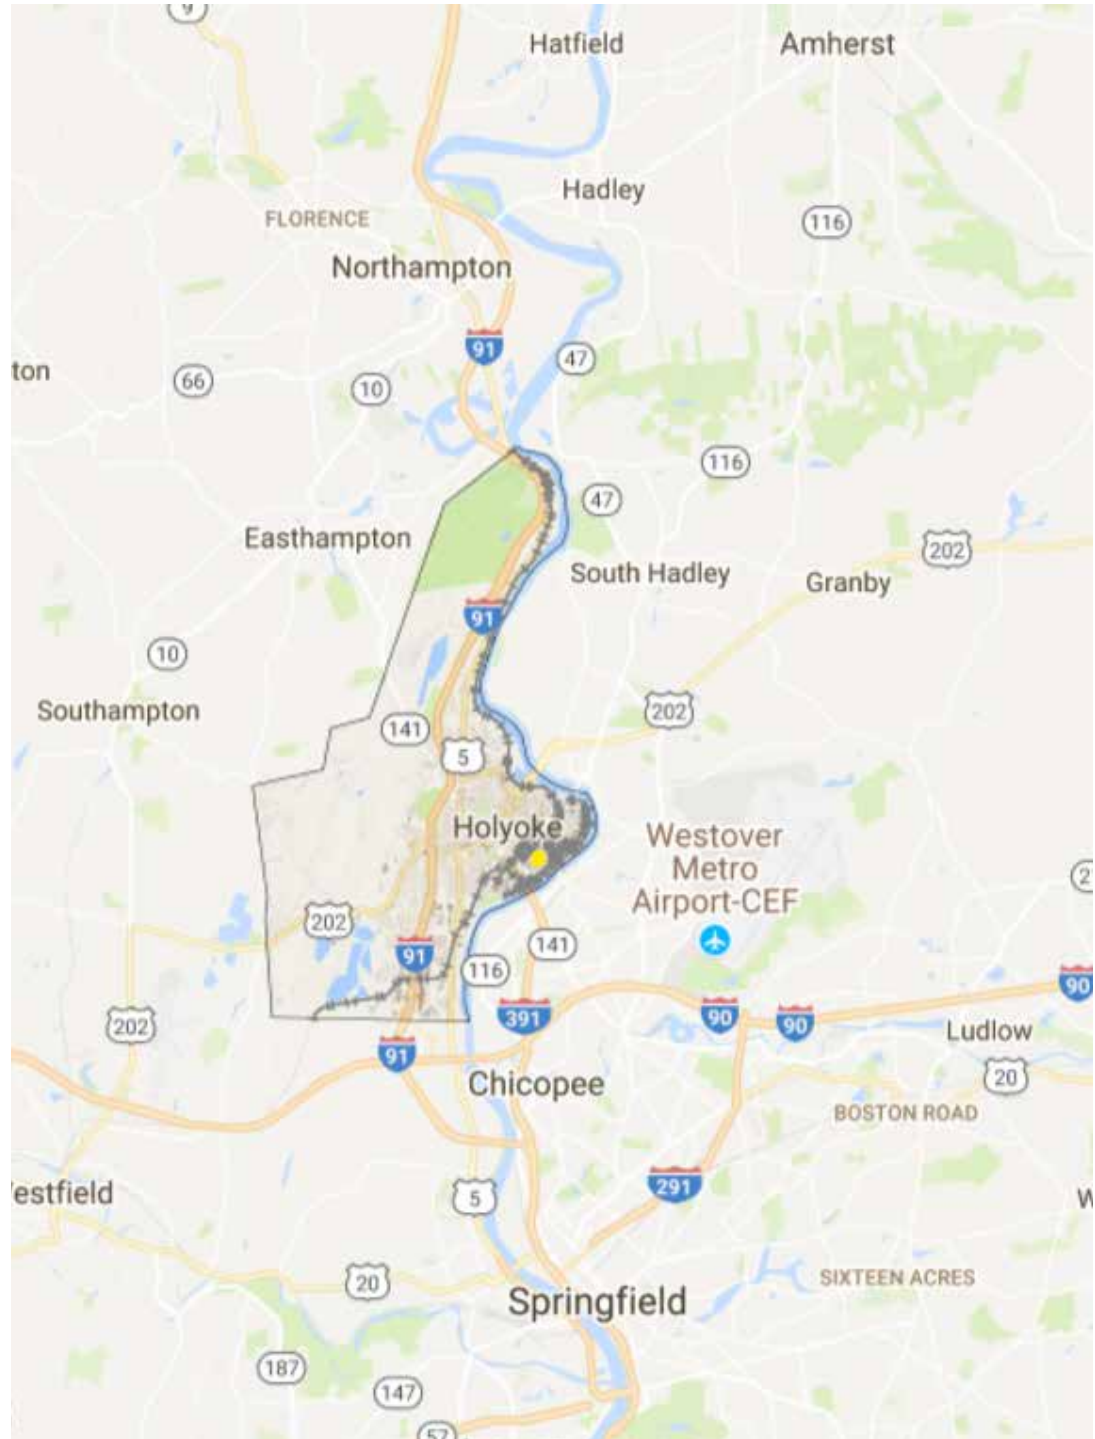 9
Hatfield
Amherst
Hadley
116
FLORENCE
Northampton
91
47
ton
66
10
116
47
Easthampton
202
South Hadley
Granby
91
10
Southampton
202
141
5
Holyoke
Westover
Metro
Airport-CEF
202
91
141
116
90
202
391
90
90
Ludlow
91
20
Chicopee
BOSTON ROAD
estfield
291
5
W
SIXTEEN ACRES
20
Springfield
187
147
57